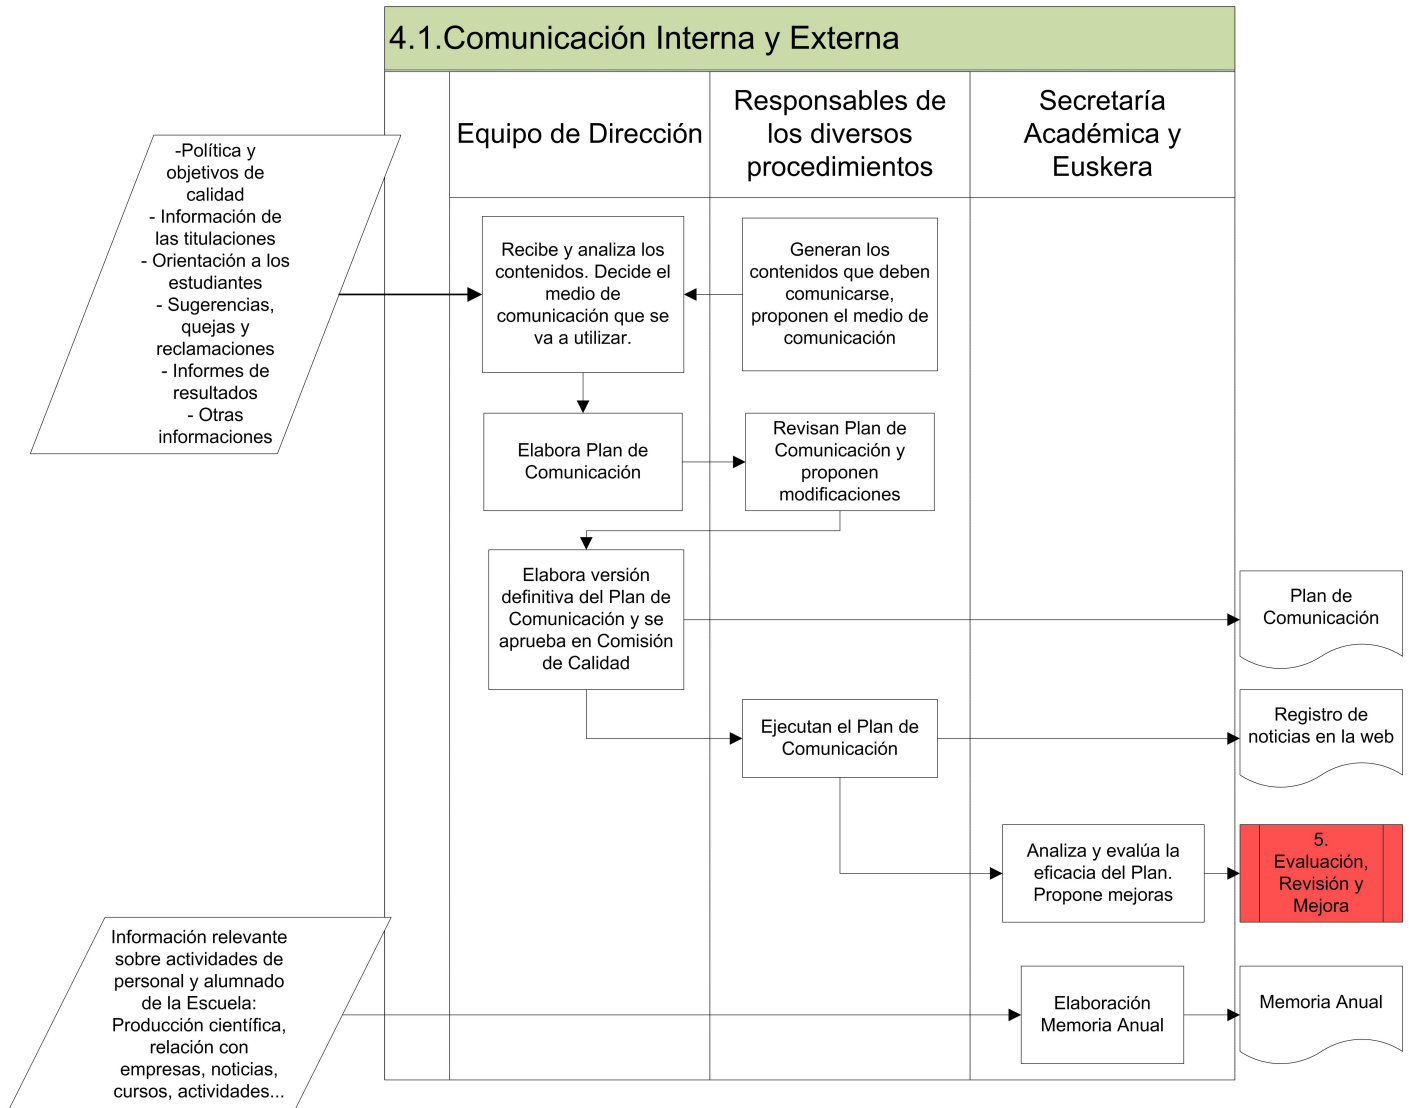 4.1.Comunicación Interna y Externa
Equipo de Dirección
Responsables de
los diversos
procedimientos
Secretaría
Académica y
Euskera
-Política y
objetivos de
calidad
- Información de
las titulaciones
- Orientación a los
estudiantes
- Sugerencias,
quejas y
reclamaciones
- Informes de
resultados
- Otras
informaciones
Recibe y analiza los
contenidos. Decide el
medio de
comunicación que se
va a utilizar.
Generan los
contenidos que deben
comunicarse,
proponen el medio de
comunicación
Elabora Plan de
Comunicación
Revisan Plan de
Comunicación y
proponen
modificaciones
Elabora versión
definitiva del Plan de
Comunicación y se
aprueba en Comisión
de Calidad
Plan de
Comunicación
Ejecutan el Plan de
Comunicación
Registro de
noticias en la web
Analiza y evalúa la
eficacia del Plan.
Propone mejoras
5.
Evaluación,
Revisión y
Mejora
Información relevante
sobre actividades de
personal y alumnado
de la Escuela:
Producción científica,
relación con
empresas, noticias,
cursos, actividades...
Elaboración
Memoria Anual
Memoria Anual